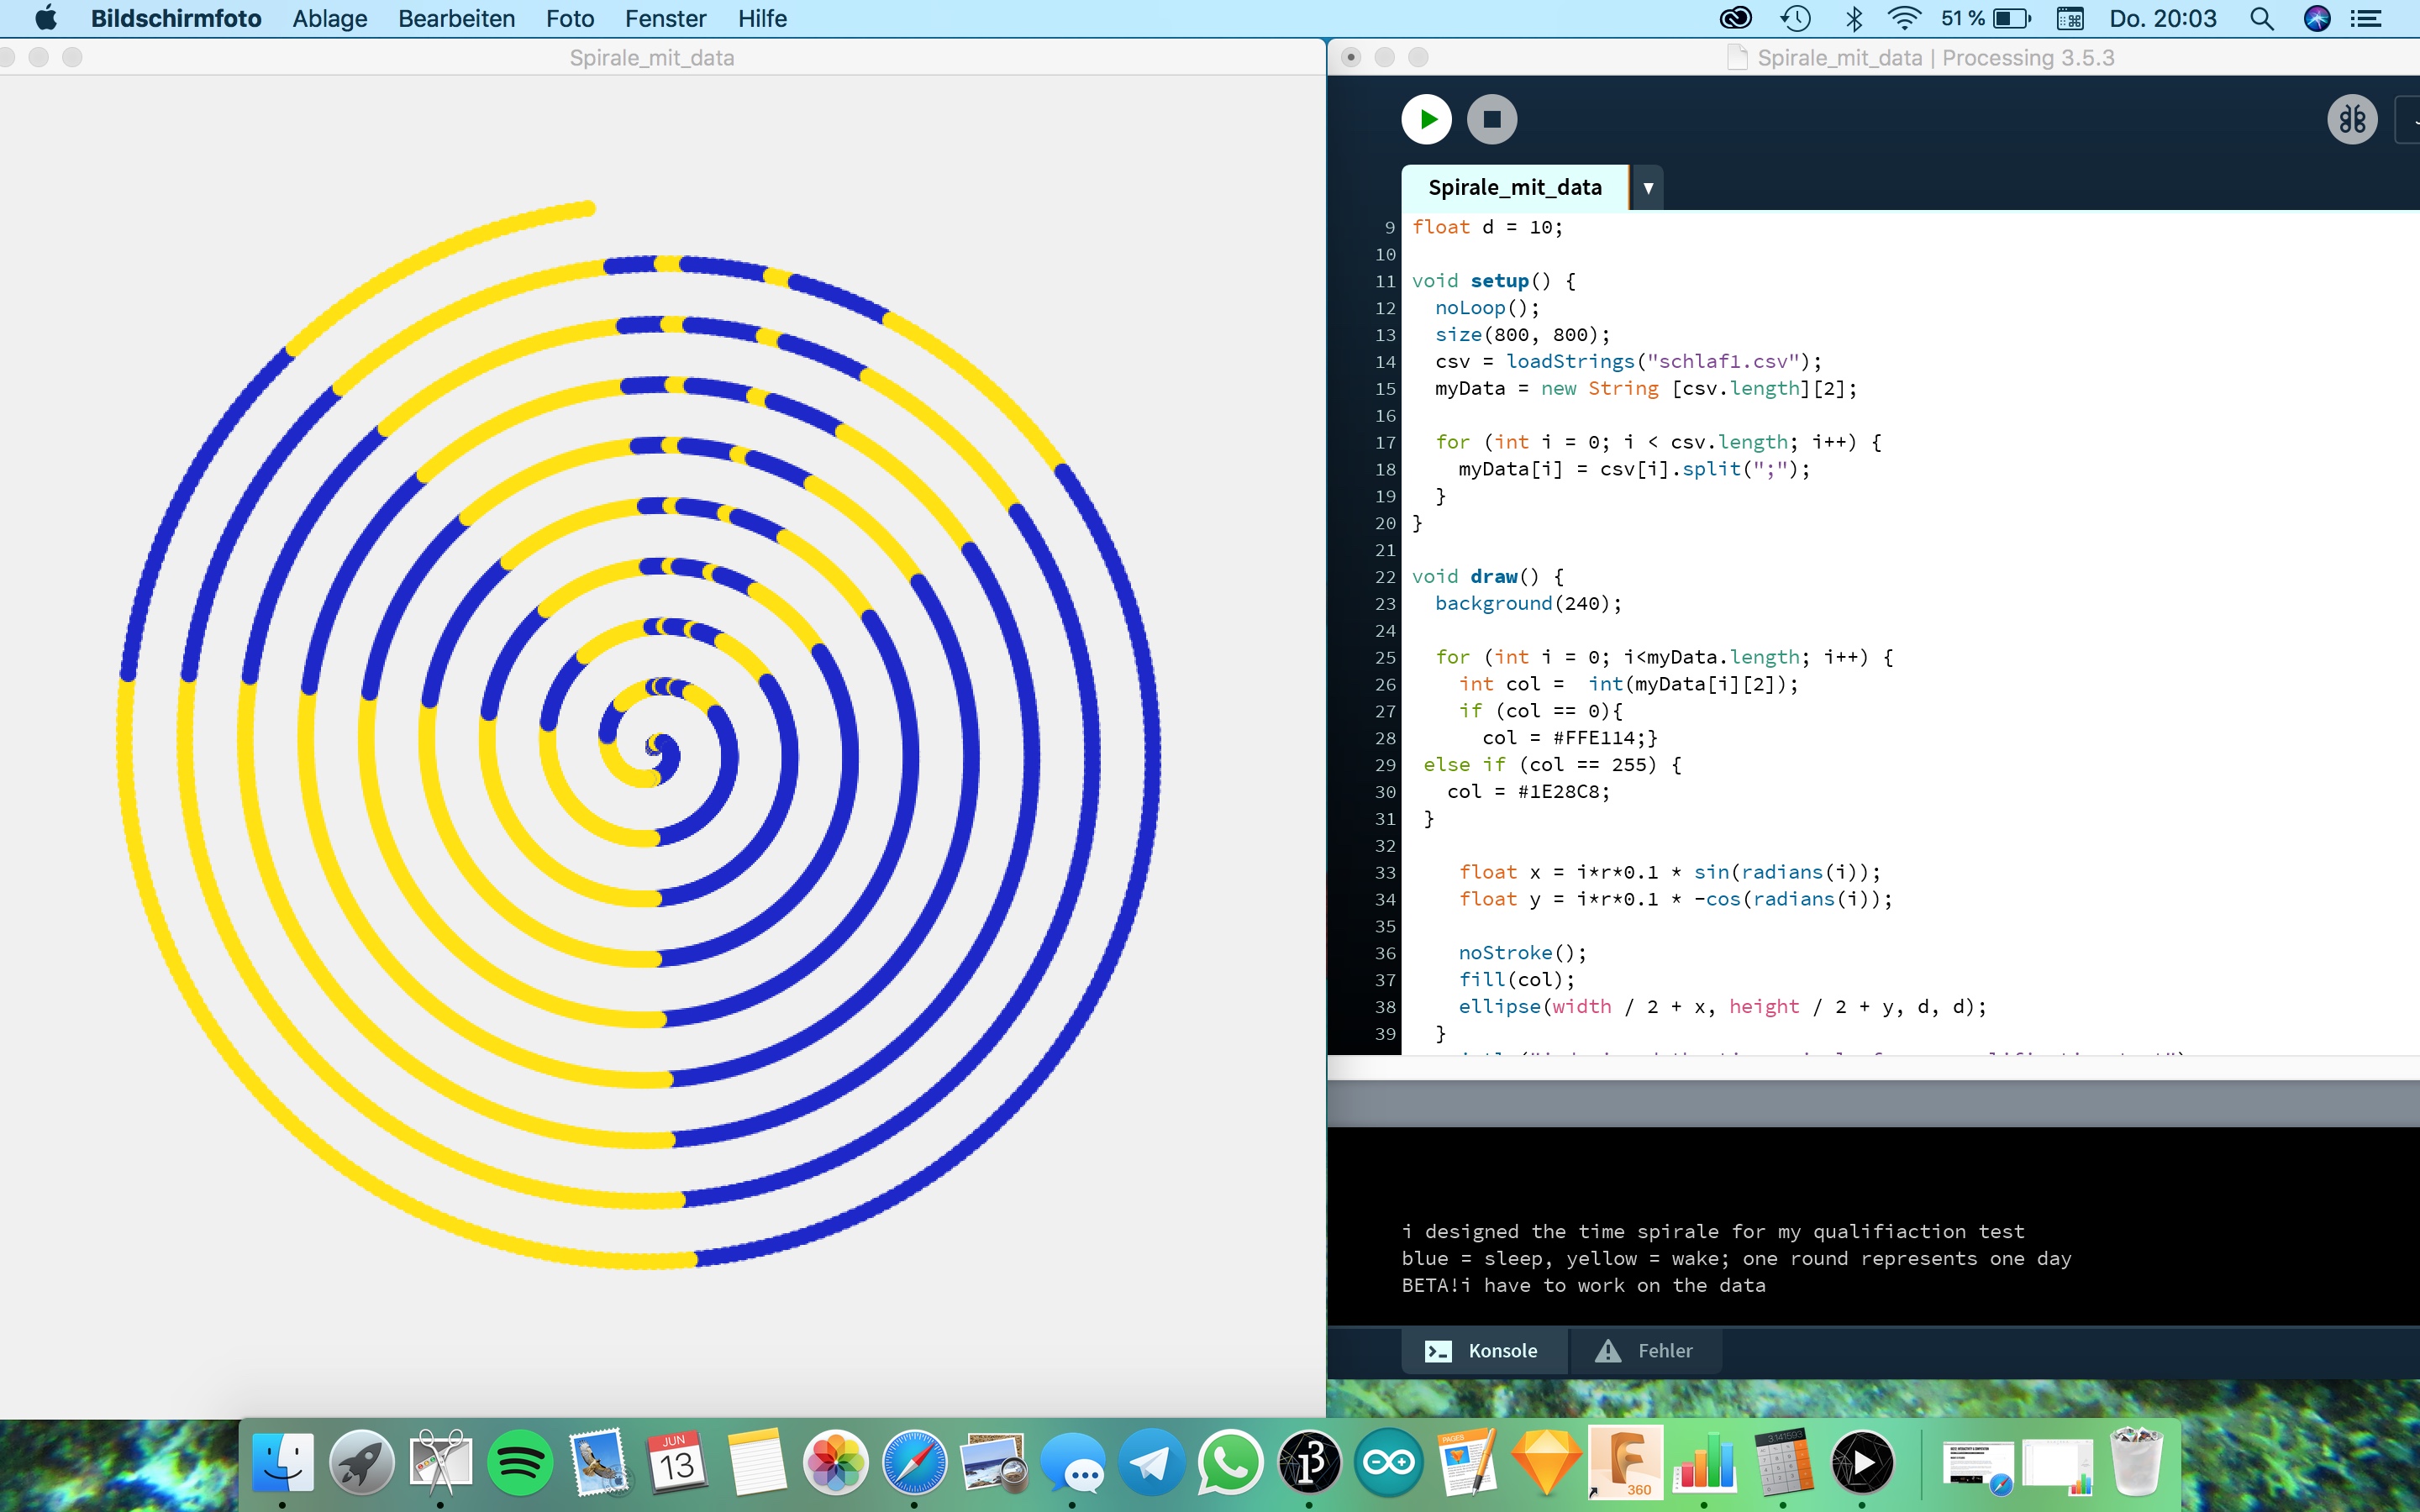 Bildschirmfoto Ablage Bearbeiten Foto Fenster Hilfe 51 % Do. 20:03
Spirale_mit_data
Spirale_mit_data | Processing 3.5.3
Spirale_mit_data
9 float d = 10;
10
11 void setup() {
12 noLoop();
13 size(800, 800);
14 csv = loadStrings("schlaf1.csv");
15 myData = new String [csv.length][2];
16
17 for (int i = 0; i < csv.length; i++) {
18 myData[i] = csv[i].split(";");
19 }
20 }
21
22 void draw() {
23 background(240);
24
25 for (int i = 0; i<myData.length; i++) {
26 int col =  int(myData[i][2]);
27 if (col == 0){
28 col = #FFE114;}
29 else if (col == 255) {
30 col = #1E28C8;
31 }
32
33 float x = i*r*0.1 * sin(radians(i));
34 float y = i*r*0.1 * -cos(radians(i));
35
36 noStroke();
37 fill(col);
38 ellipse(width / 2 + x, height / 2 + y, d, d);
39 }
i designed the time spirale for my qualifiaction test
blue = sleep, yellow = wake; one round represents one day
BETA!i have to work on the data
Konsole Fehler
JUN
13
PAGES
360
3.141593